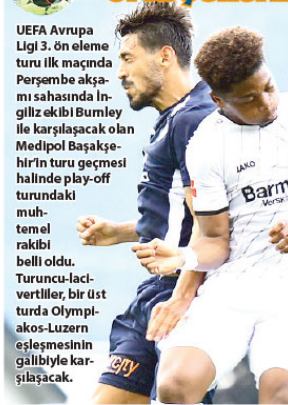 UEFA Avrupa
Ligi 3. ön eleme
turu ilk maçında
Perşembe akşa-
mı sahasında İn-
giliz ekibi Burnley
ile karşılaşacak olan
Medipol Başakşe-
hir'in turu geçmesi
halinde play-off
turundaki
muh-
temel
rakibi
belli oldu.
Turuncu-laci-
vertliler, bir üst
turda Olympi-
akos-Luzern
eşleşmesinin
galibiyle kar-
şılaşacak.
JAKO
Barm